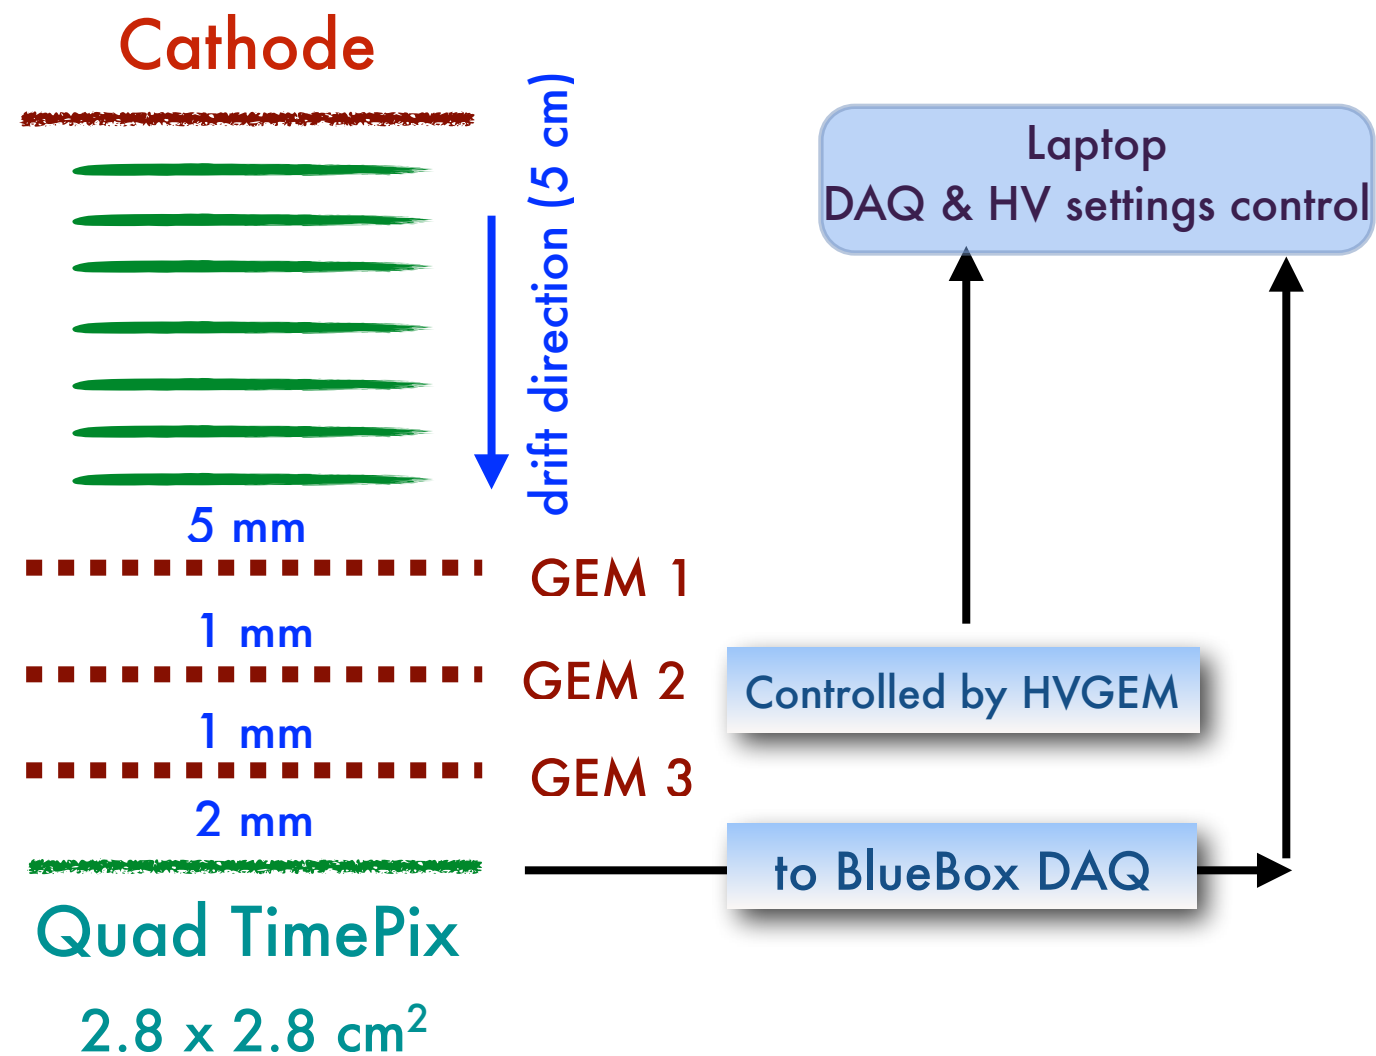 Cathode
drift direction (5 cm)
Laptop
DAQ & HV settings control
5 mm
GEM 1
1 mm
GEM 2
Controlled by HVGEM
1 mm
GEM 3
2 mm
to BlueBox DAQ
Quad TimePix
2.8 x 2.8 cm²